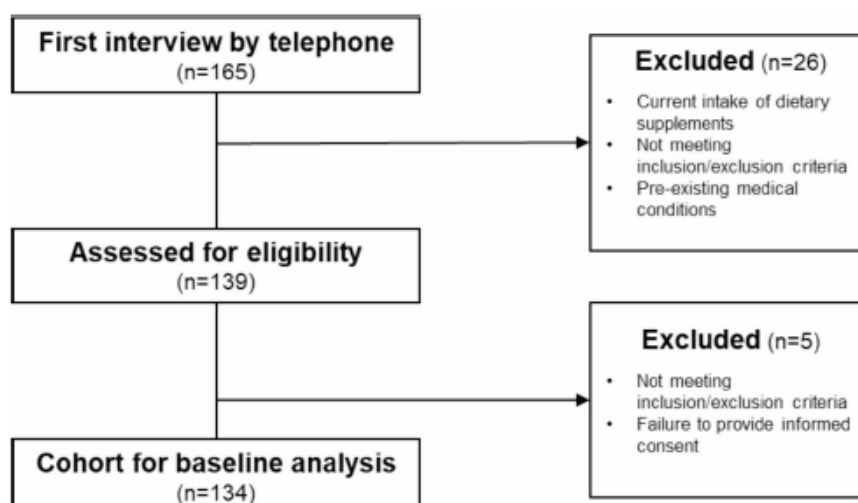 First interview by telephone
(n=165)
Excluded (n=26)
• Current intake of dietary
supplements
• Not meeting
inclusion/exclusion criteria
• Pre-existing medical
conditions
Assessed for eligibility
(n=139)
Excluded (n=5)
• Not meeting
inclusion/exclusion criteria
• Failure to provide informed
consent
Cohort for baseline analysis
(n=134)